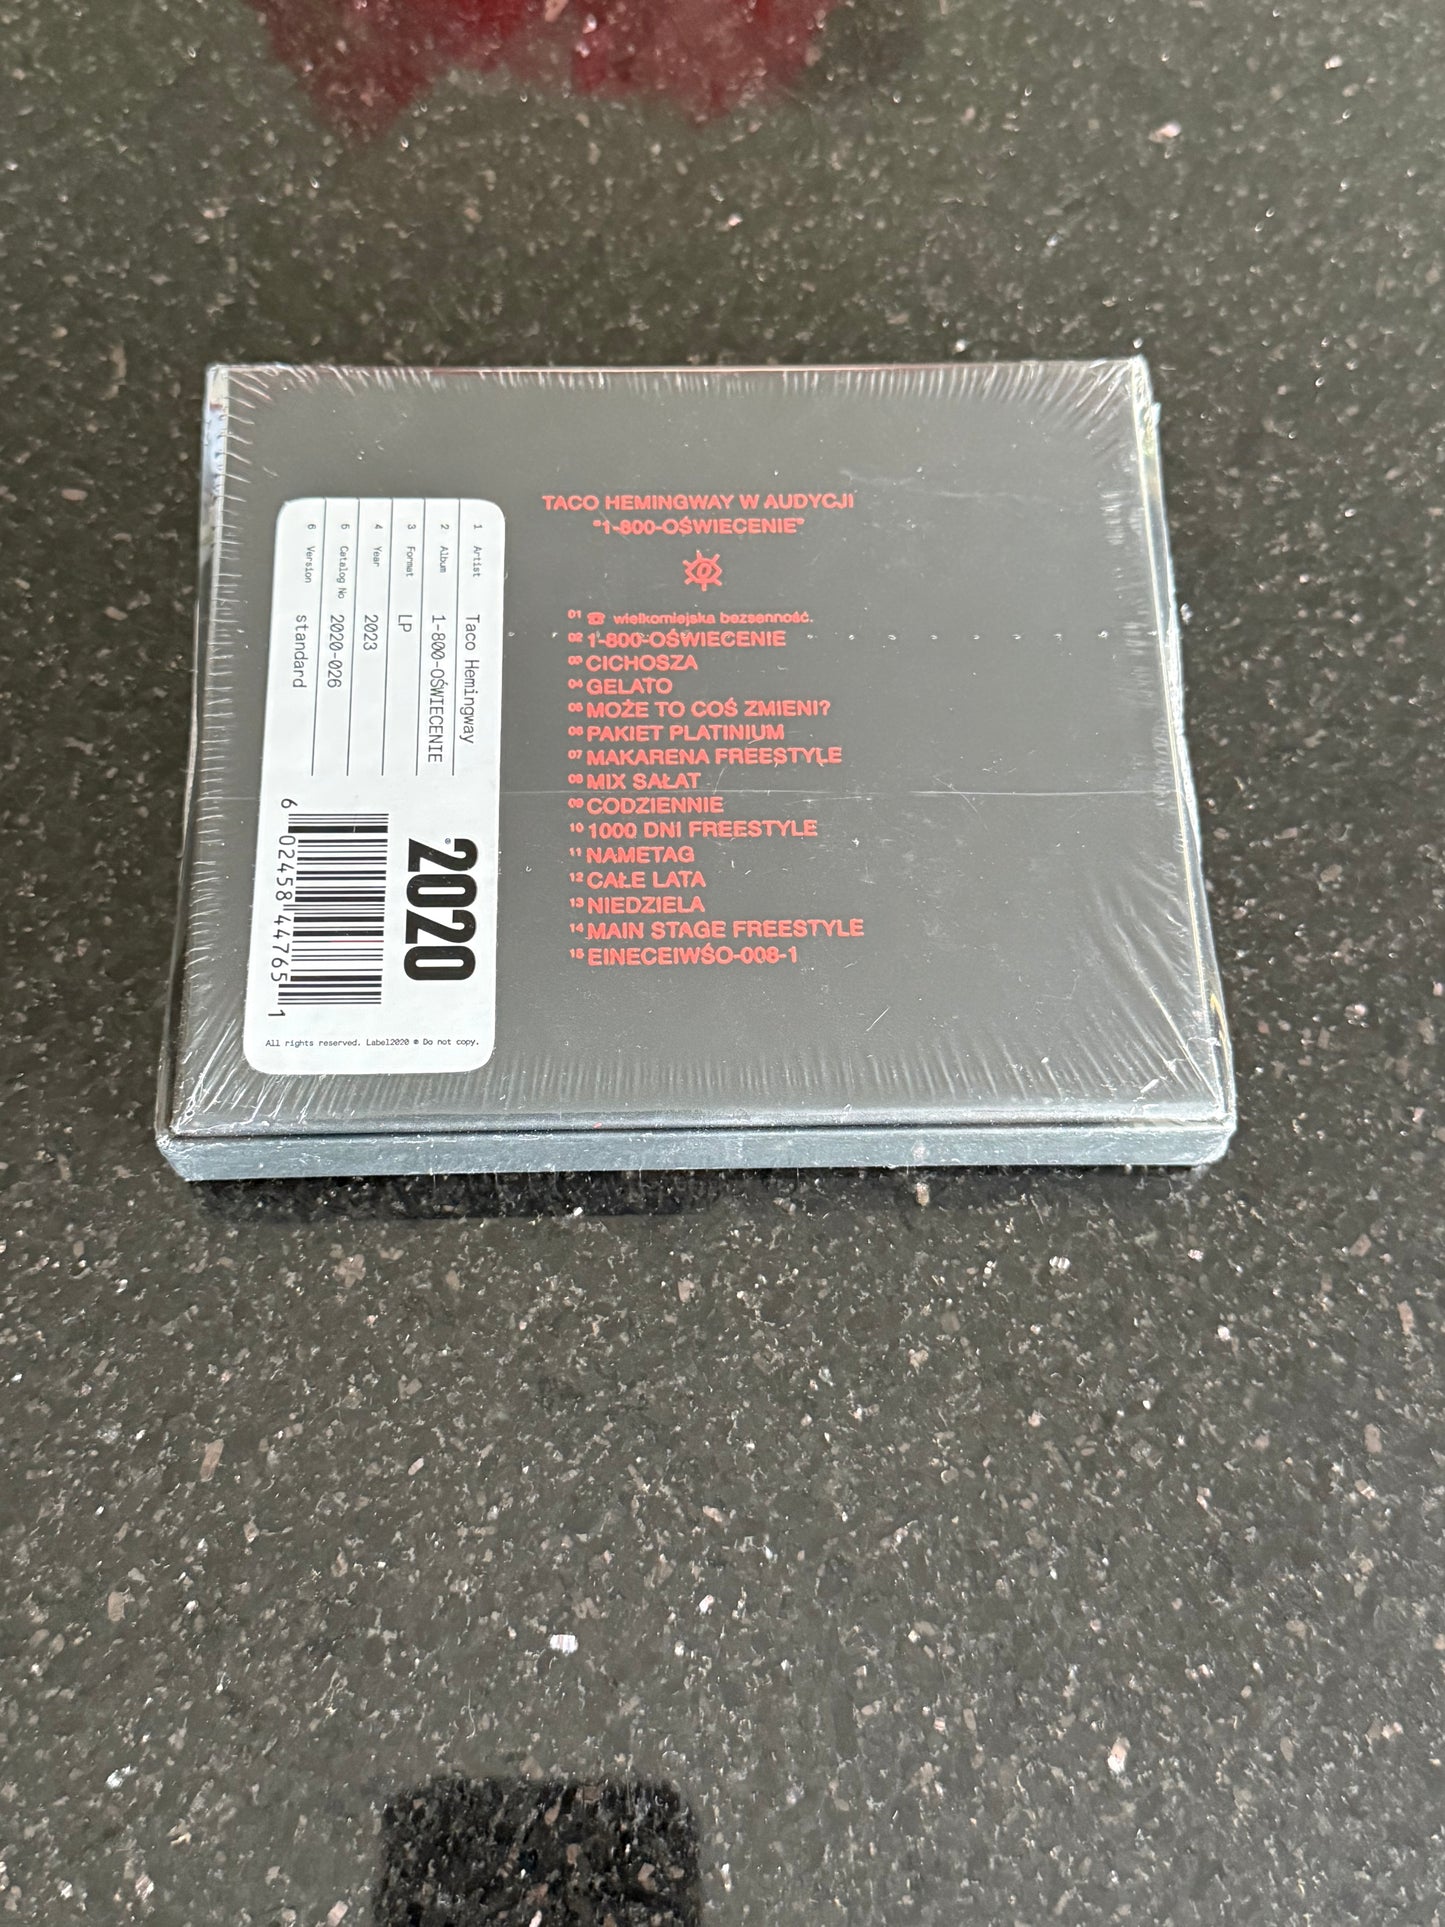 TACO HEMINGWAY W AUDYCJI
"1-800-OŚWIECENIE"
01 ☎ wielkomiejska bezsenność.
02 1-800-OŚWIECENIE
03 CICHOSZA
04 GELATO
05 MOŻE TO COŚ ZMIENI?
06 PAKIET PLATINIUM
07 MAKARENA FREESTYLE
08 MIX SAŁAT
09 CODZIENNIE
10 1000 DNI FREESTYLE
11 NAMETAG
12 CAŁE LATA
13 NIEDZIELA
14 MAIN STAGE FREESTYLE
15 EINECEIWŚO-008-1
1 Artist Taco Hemingway
2 Album 1-800-OŚWIECENIE
3 Format LP
4 Year 2023
5 Catalog No 2020-026
6 Version standard
2020
6 02458 44765 1
All rights reserved. Label2020 ® Do not copy.